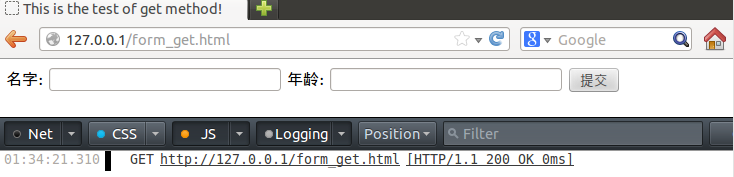 This is the test of get method!
127.0.0.1/form_get.html Google
名字: 年龄: 提交
Net CSS JS Logging Position Filter
01:34:21.310 GET http://127.0.0.1/form_get.html [HTTP/1.1 200 OK 0ms]